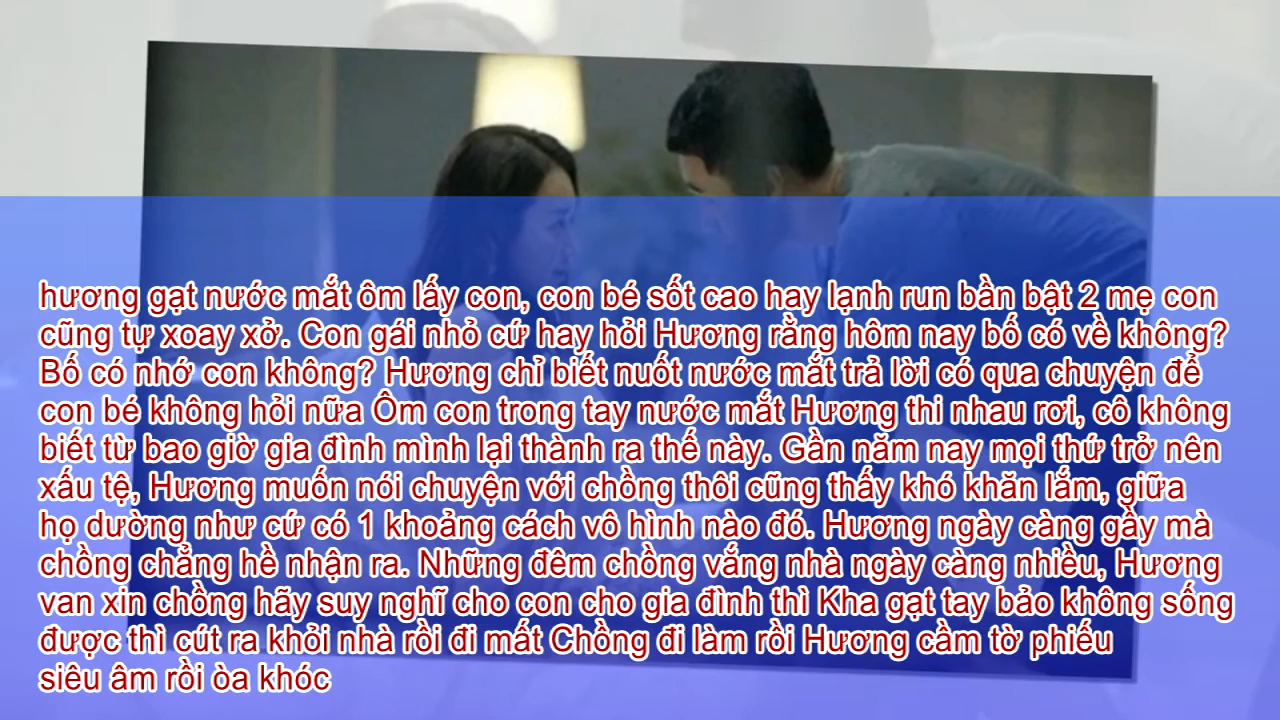 hương gạt nước mắt ôm lấy con, con bé sốt cao hay lạnh run bần bật 2 mẹ con
cũng tự xoay xở. Con gái nhỏ cứ hay hỏi Hương rằng hôm nay bố có về không?
Bố có nhớ con không? Hương chỉ biết nuốt nước mắt trả lời có qua chuyện để
con bé không hỏi nữa Ôm con trong tay nước mắt Hương thi nhau rơi, cô không
biết từ bao giờ gia đình mình lại thành ra thế này. Gần năm nay mọi thứ trở nên
xấu tệ, Hương muốn nói chuyện với chồng thôi cũng thấy khó khăn lắm, giữa
họ dường như cứ có 1 khoảng cách vô hình nào đó. Hương ngày càng gầy mà
chồng chẳng hề nhận ra. Những đêm chồng vắng nhà ngày càng nhiều, Hương
van xin chồng hãy suy nghĩ cho con cho gia đình thì Kha gạt tay bảo không sống
được thì cút ra khỏi nhà rồi đi mất Chồng đi làm rồi Hương cầm tờ phiếu
siêu âm rồi òa khóc